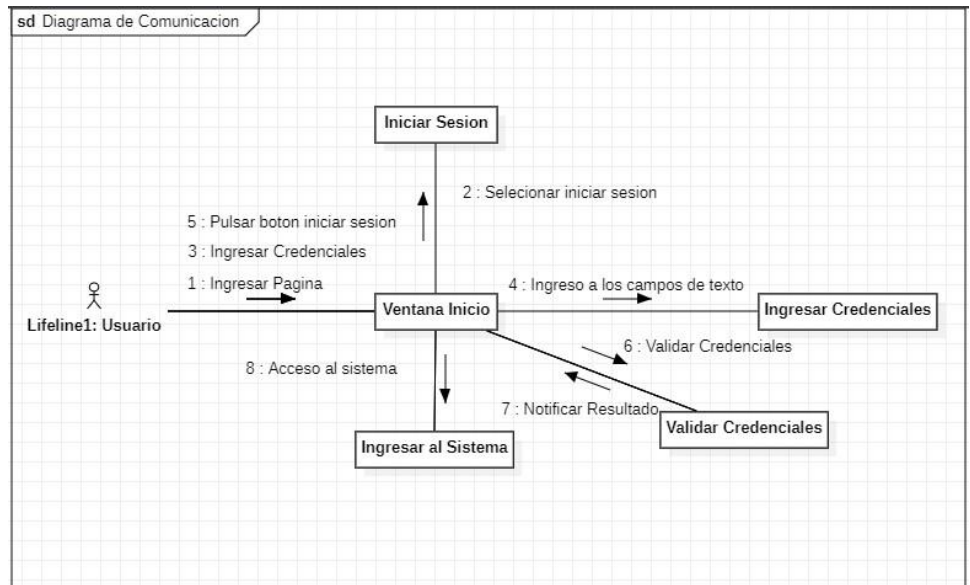 sd Diagrama de Comunicacion
Iniciar Sesion
2 : Selecionar iniciar sesion
5 : Pulsar boton iniciar sesion
3 : Ingresar Credenciales
1 : Ingresar Pagina
4 : Ingreso a los campos de texto
Lifeline1: Usuario
Ventana Inicio
Ingresar Credenciales
6 : Validar Credenciales
8 : Acceso al sistema
7 : Notificar Resultado
Validar Credenciales
Ingresar al Sistema